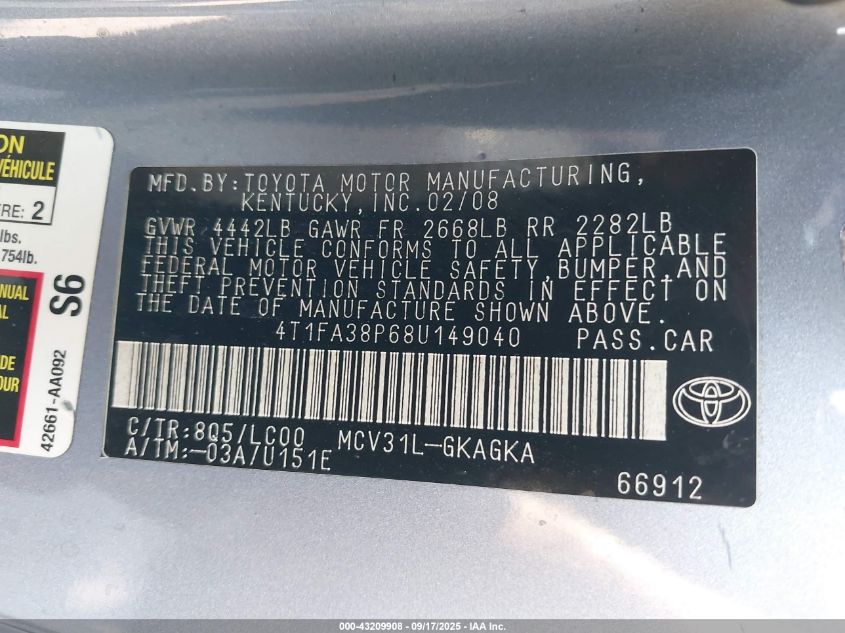 ON
VÉHICULE
RE: 2
lbs.
754lb.
S6
NUAL
AL
DE
OUR
42661-AA092
MFD.BY:TOYOTA MOTOR MANUFACTURING,
KENTUCKY,INC.02/08
GVWR 4442LB GAWR FR 2668LB RR 2282LB
THIS VEHICLE CONFORMS TO ALL APPLICABLE
FEDERAL MOTOR VEHICLE SAFETY,BUMPER,AND
THEFT PREVENTION STANDARDS IN EFFECT ON
THE DATE OF MANUFACTURE SHOWN ABOVE.
4T1FA38P68U149040 PASS.CAR
C/TR:8Q5/LC00 MCV31L-GKAGKA
A/TM:-03A/U151E
66912
000-43209908 - 09/17/2025 - IAA Inc.